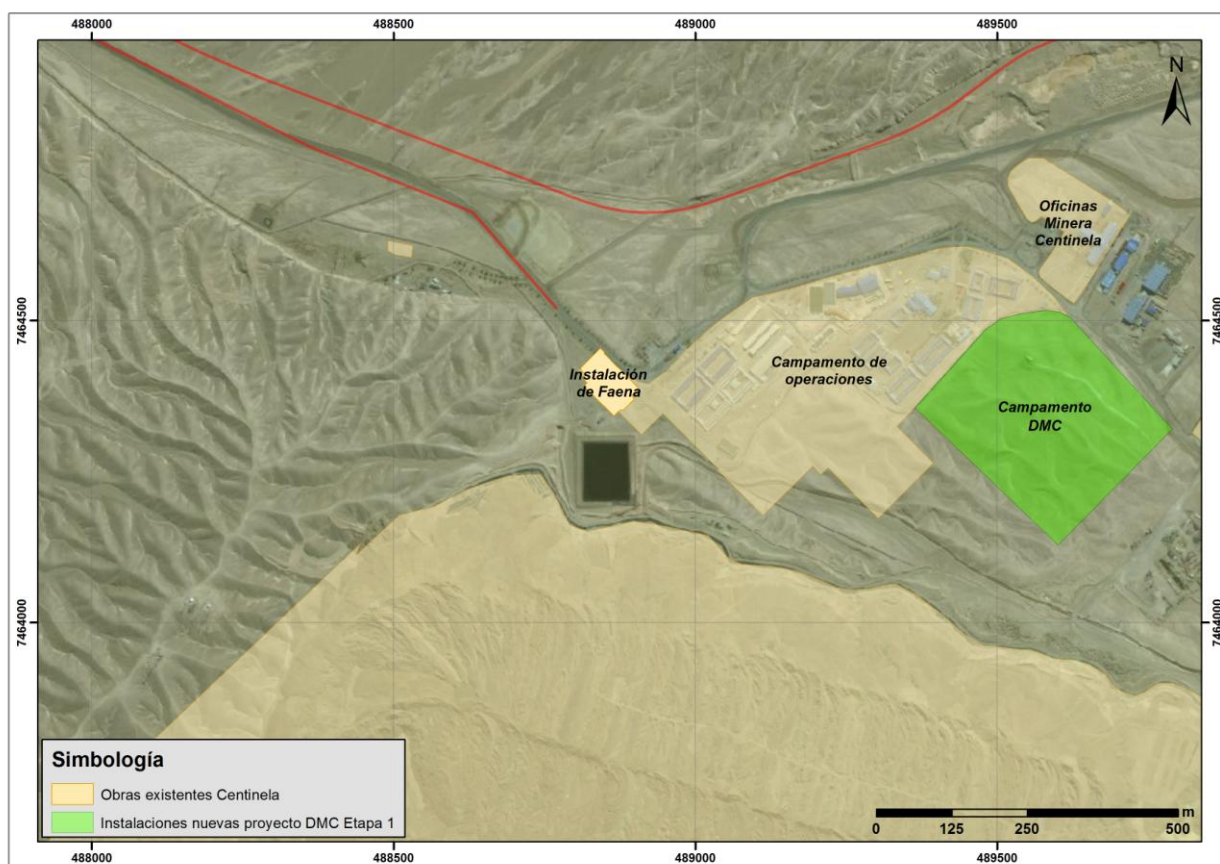 488000 488500 489000 489500
N
Oficinas
Minera
Centinela
7464500 7464500
Instalación
de Faena
Campamento de
operaciones
Campamento
DMC
7464000 7464000
Simbología
Obras existentes Centinela
Instalaciones nuevas proyecto DMC Etapa 1
m
0 125 250 500
488000 488500 489000 489500